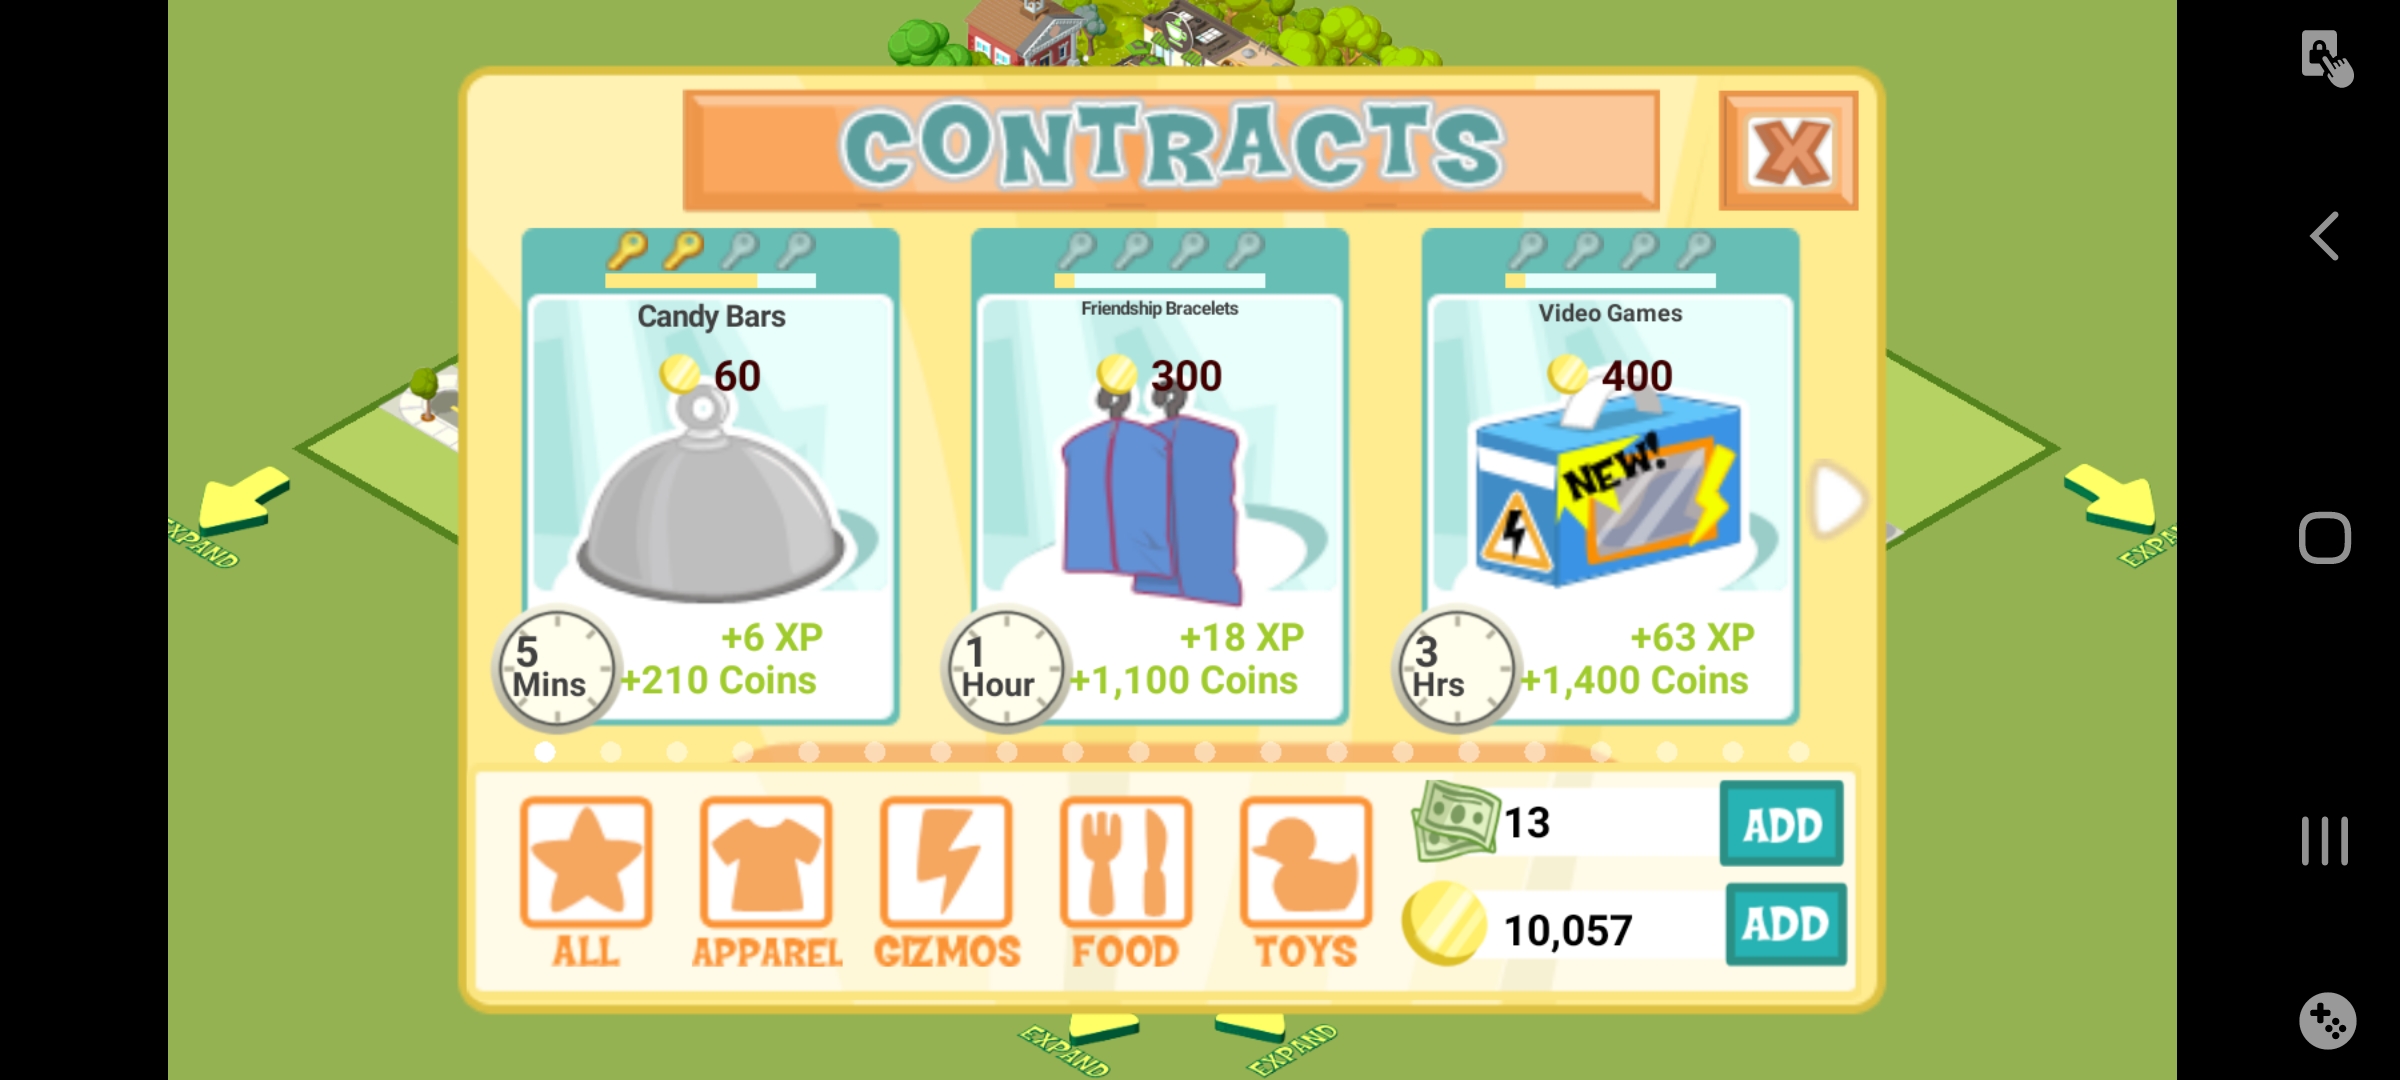 CONTRACTS
X
Candy Bars
60
5
Mins
+6 XP
+210 Coins
Friendship Bracelets
300
1
Hour
+18 XP
+1,100 Coins
Video Games
400
NEW!
3
Hrs
+63 XP
+1,400 Coins
EXPAND
EXPA
ALL
APPAREL
GIZMOS
FOOD
TOYS
13
ADD
10,057
ADD
EXPAND
EXPAND